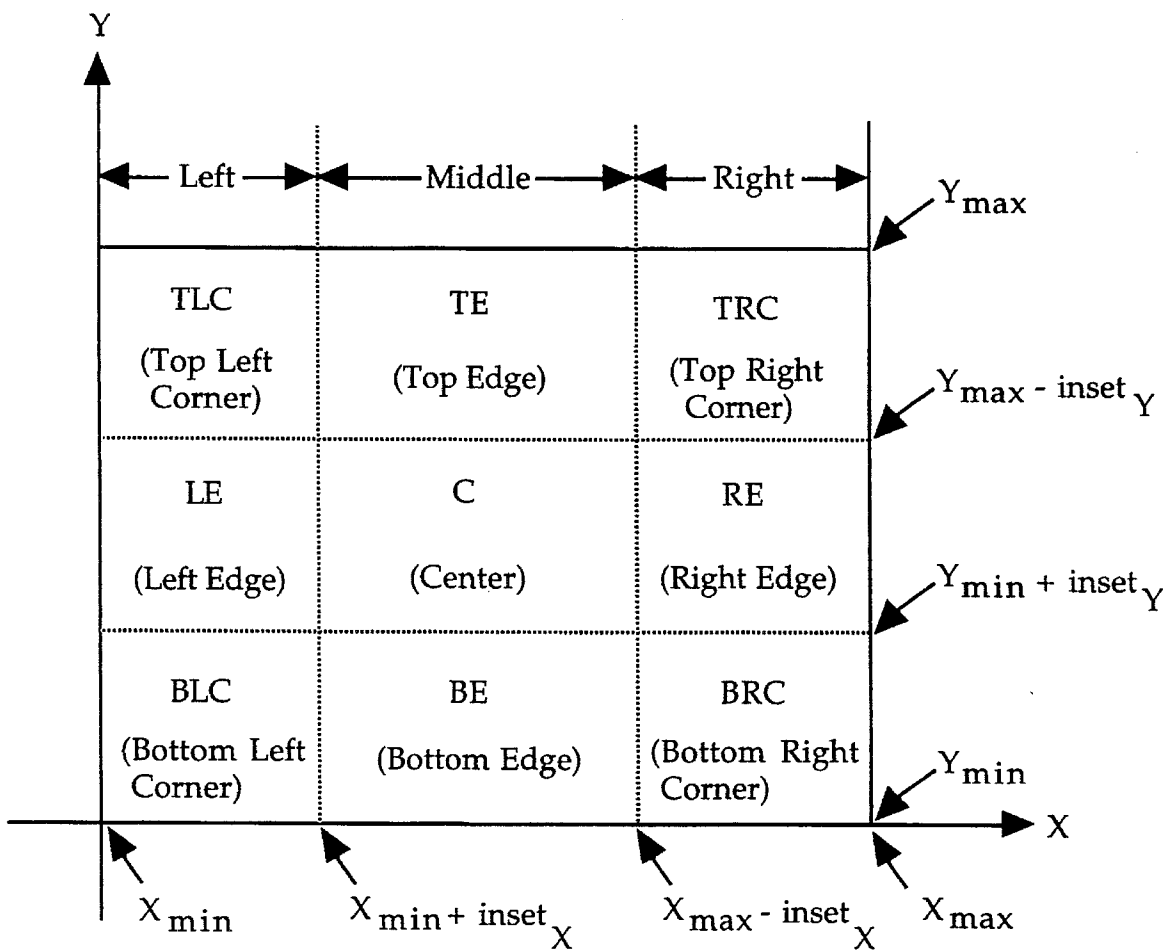 Y
Left Middle Right
Y max
TLC TE TRC
(Top Left (Top Edge) (Top Right
Corner) Corner)
Y max - inset Y
LE C RE
(Left Edge) (Center) (Right Edge)
Y min + inset Y
BLC BE BRC
(Bottom Left (Bottom Edge) (Bottom Right
Corner) Corner)
Y min
X
X min X min + inset X X max - inset X X max